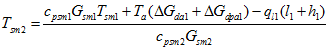 T_{sm2} = \frac{c_{psm1}G_{sm1}T_{sm1} + T_a(ΔG_{da1} + ΔG_{dpa1}) - q_{i1}(l_1 + h_1)}{c_{psm2}G_{sm2}}